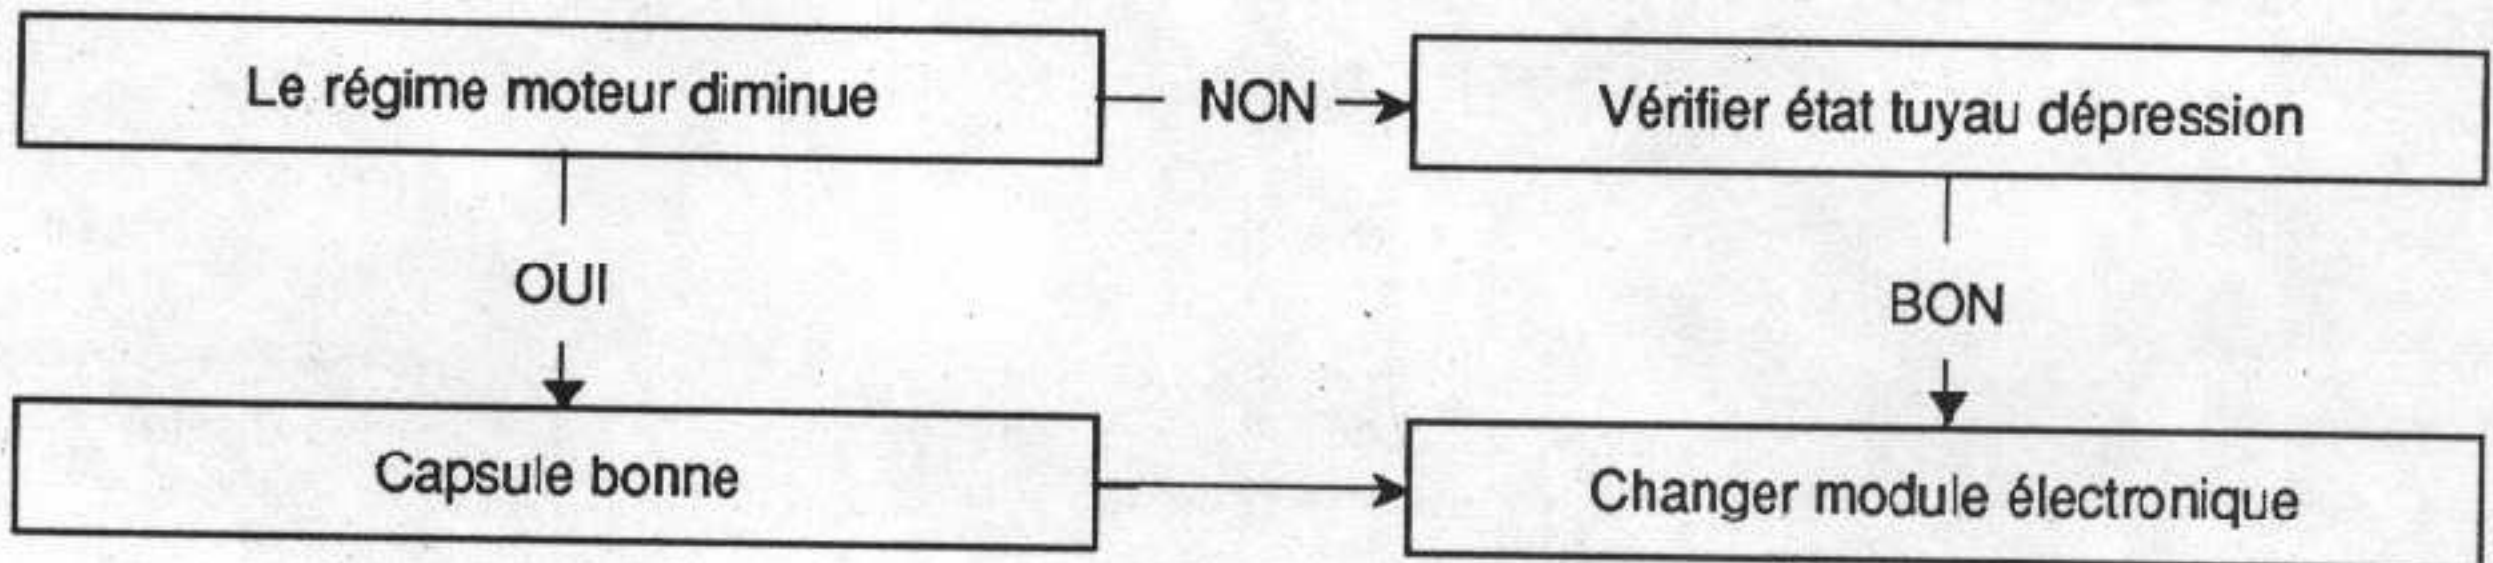 Le régime moteur diminue
NON
Vérifier état tuyau dépression
OUI
BON
Capsule bonne
Changer module électronique